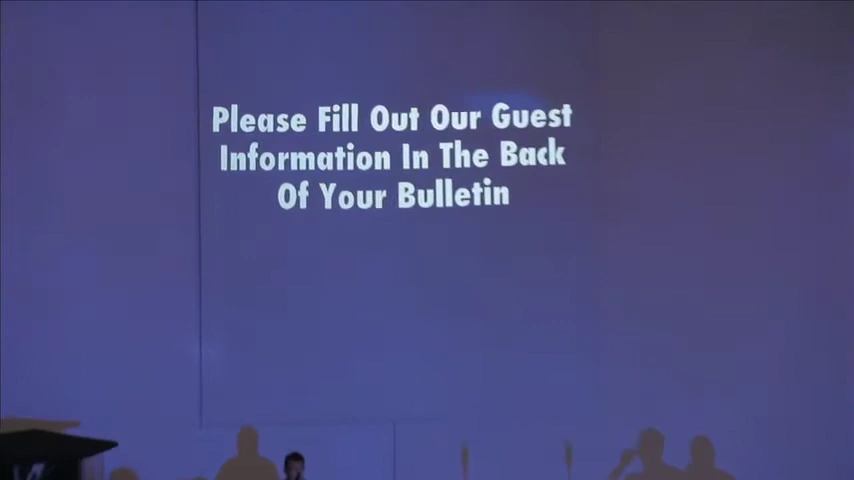 Please Fill Out Our Guest
Information In The Back
Of Your Bulletin